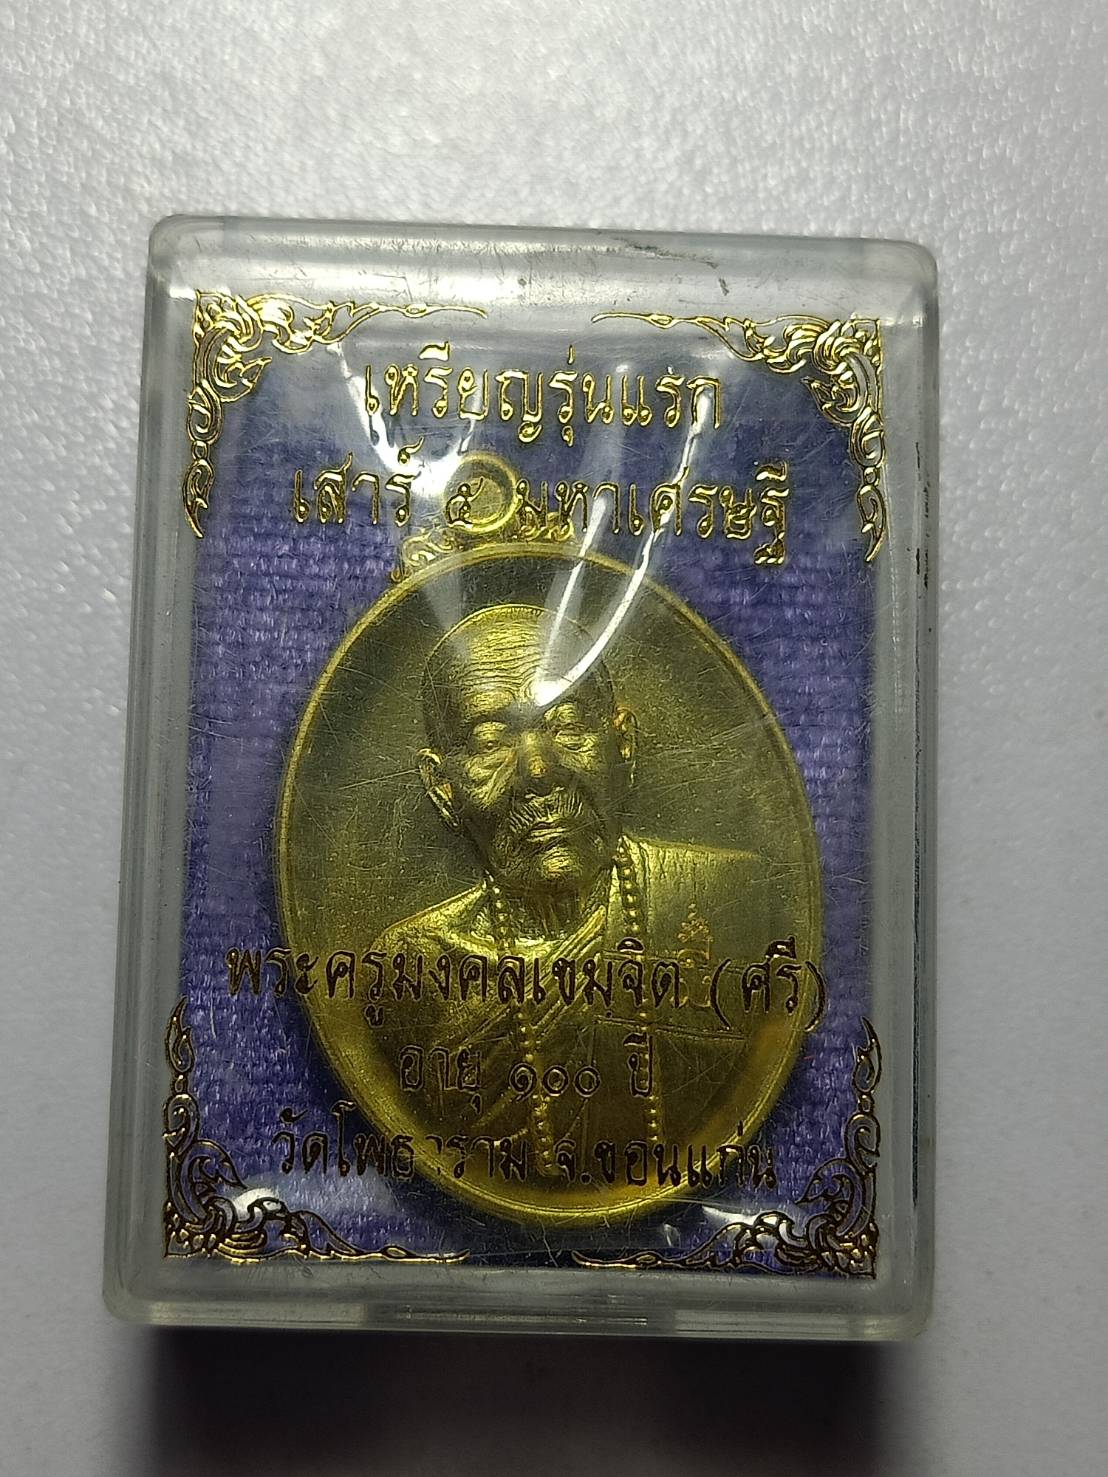 เหรียญรุ่นแรก
เสาร์ ๕ มหาเศรษฐี
พระครูมงคลเขมจิต (ศรี)
อายุ ๑๐๐ ปี
วัดโพธาราม จ.ขอนแก่น